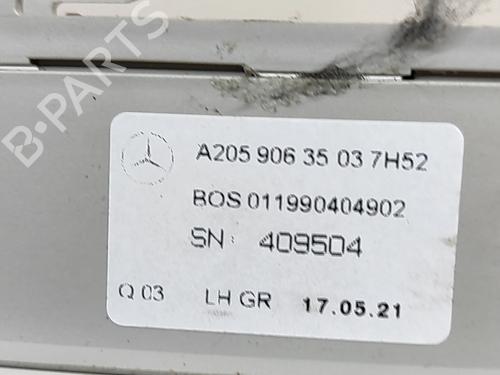 B-PARTS
A205 906 35 03 7H52
BOS 011990404902
SN: 409504
Q 03 LH GR 17.05.21